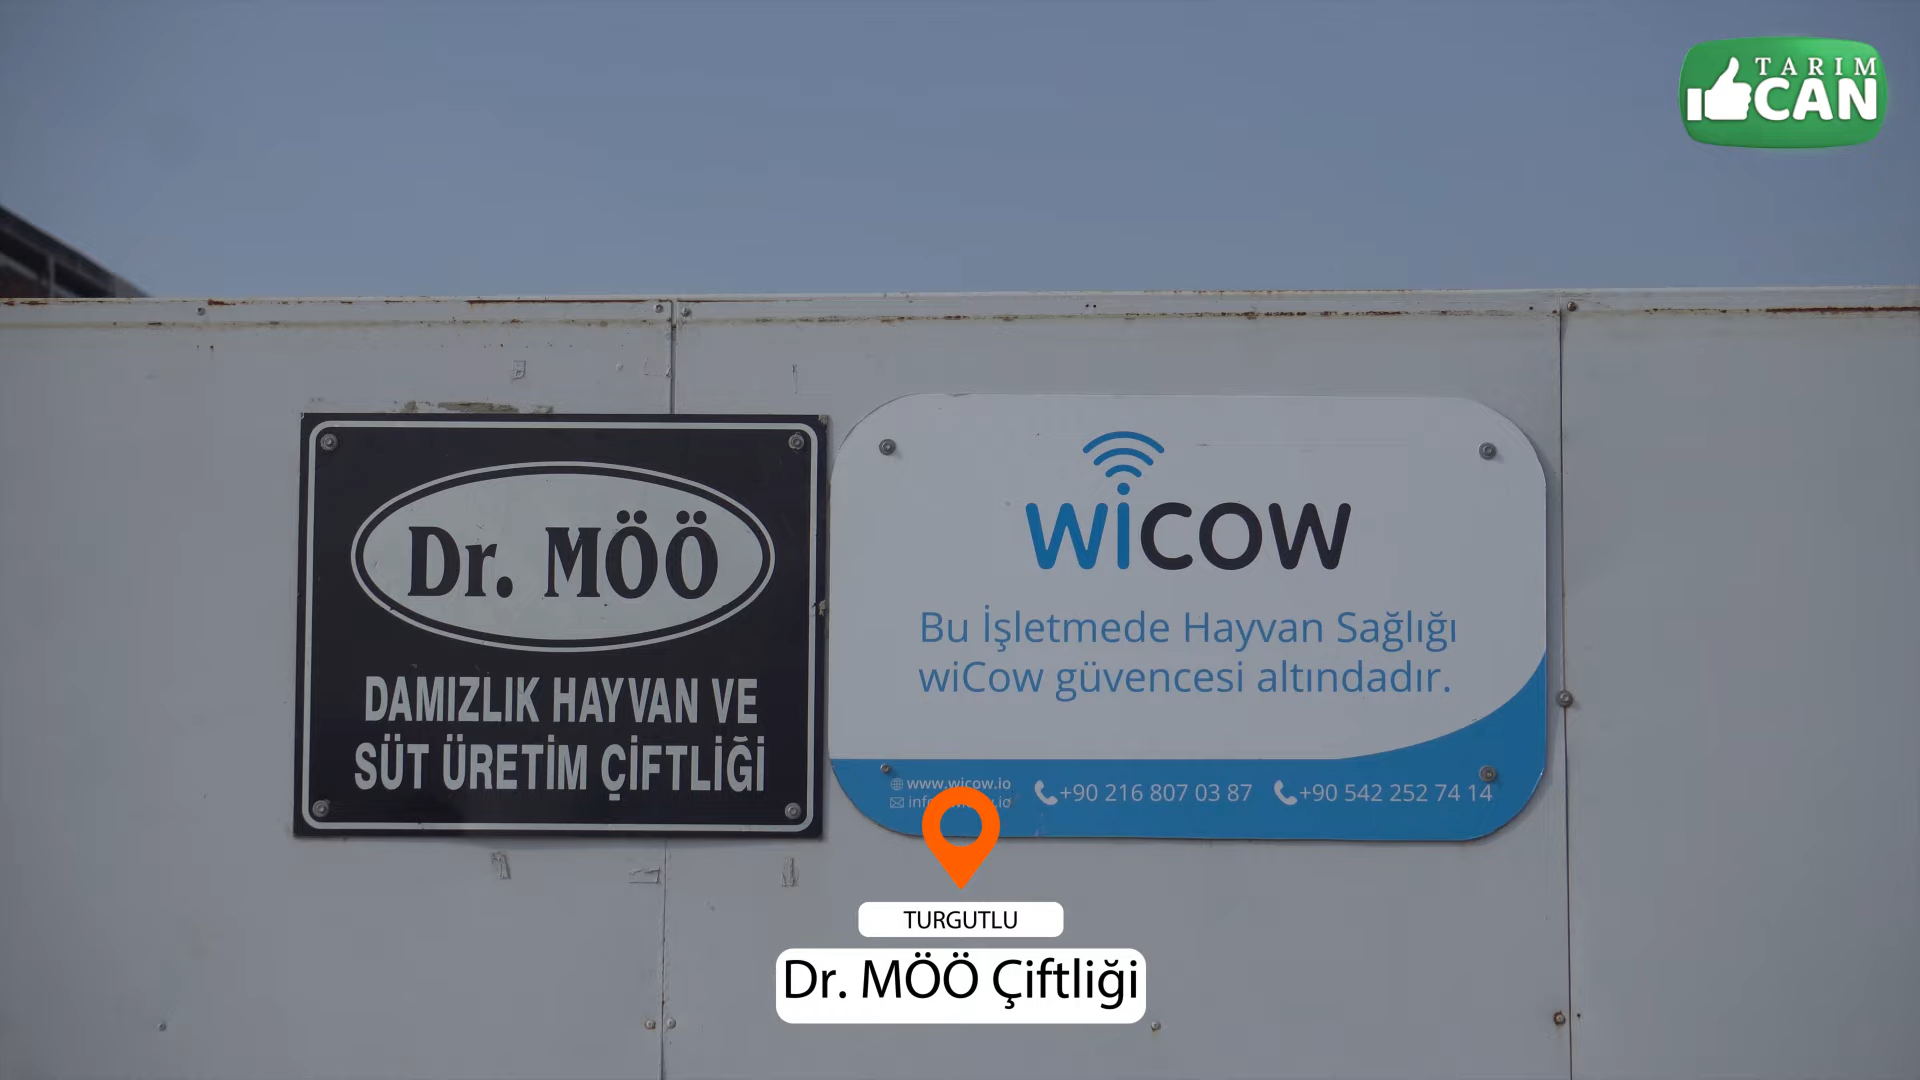 TARIM
CAN
Dr. MÖÖ
DAMIZLIK HAYVAN VE
SÜT ÜRETİM ÇİFTLİĞİ
wicow
Bu İşletmede Hayvan Sağlığı
wiCow güvencesi altındadır.
www.wicow.io
+90 216 807 03 87
+90 542 252 74 14
TURGUTLU
Dr. MÖÖ Çiftliği